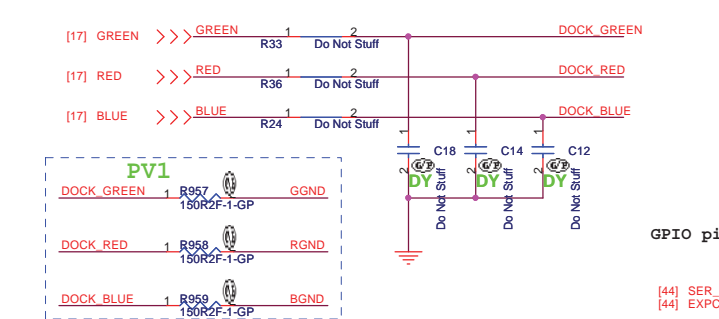 [17] GREEN GREEN R33 1 2 Do Not Stuff DOCK_GREEN
[17] RED RED R36 1 2 Do Not Stuff DOCK_RED
[17] BLUE BLUE R24 1 2 Do Not Stuff DOCK_BLUE
1 2 C18 G/P DY Do Not Stuff
1 2 C14 G/P DY Do Not Stuff
1 2 C12 G/P DY Do Not Stuff
PV1
DOCK_GREEN 1 R957 GGND
150R2F-1-GP
DOCK_RED 1 R958 RGND
150R2F-1-GP
DOCK_BLUE 1 R959 BGND
150R2F-1-GP
GPIO pi
[44] SER_
[44] EXPC